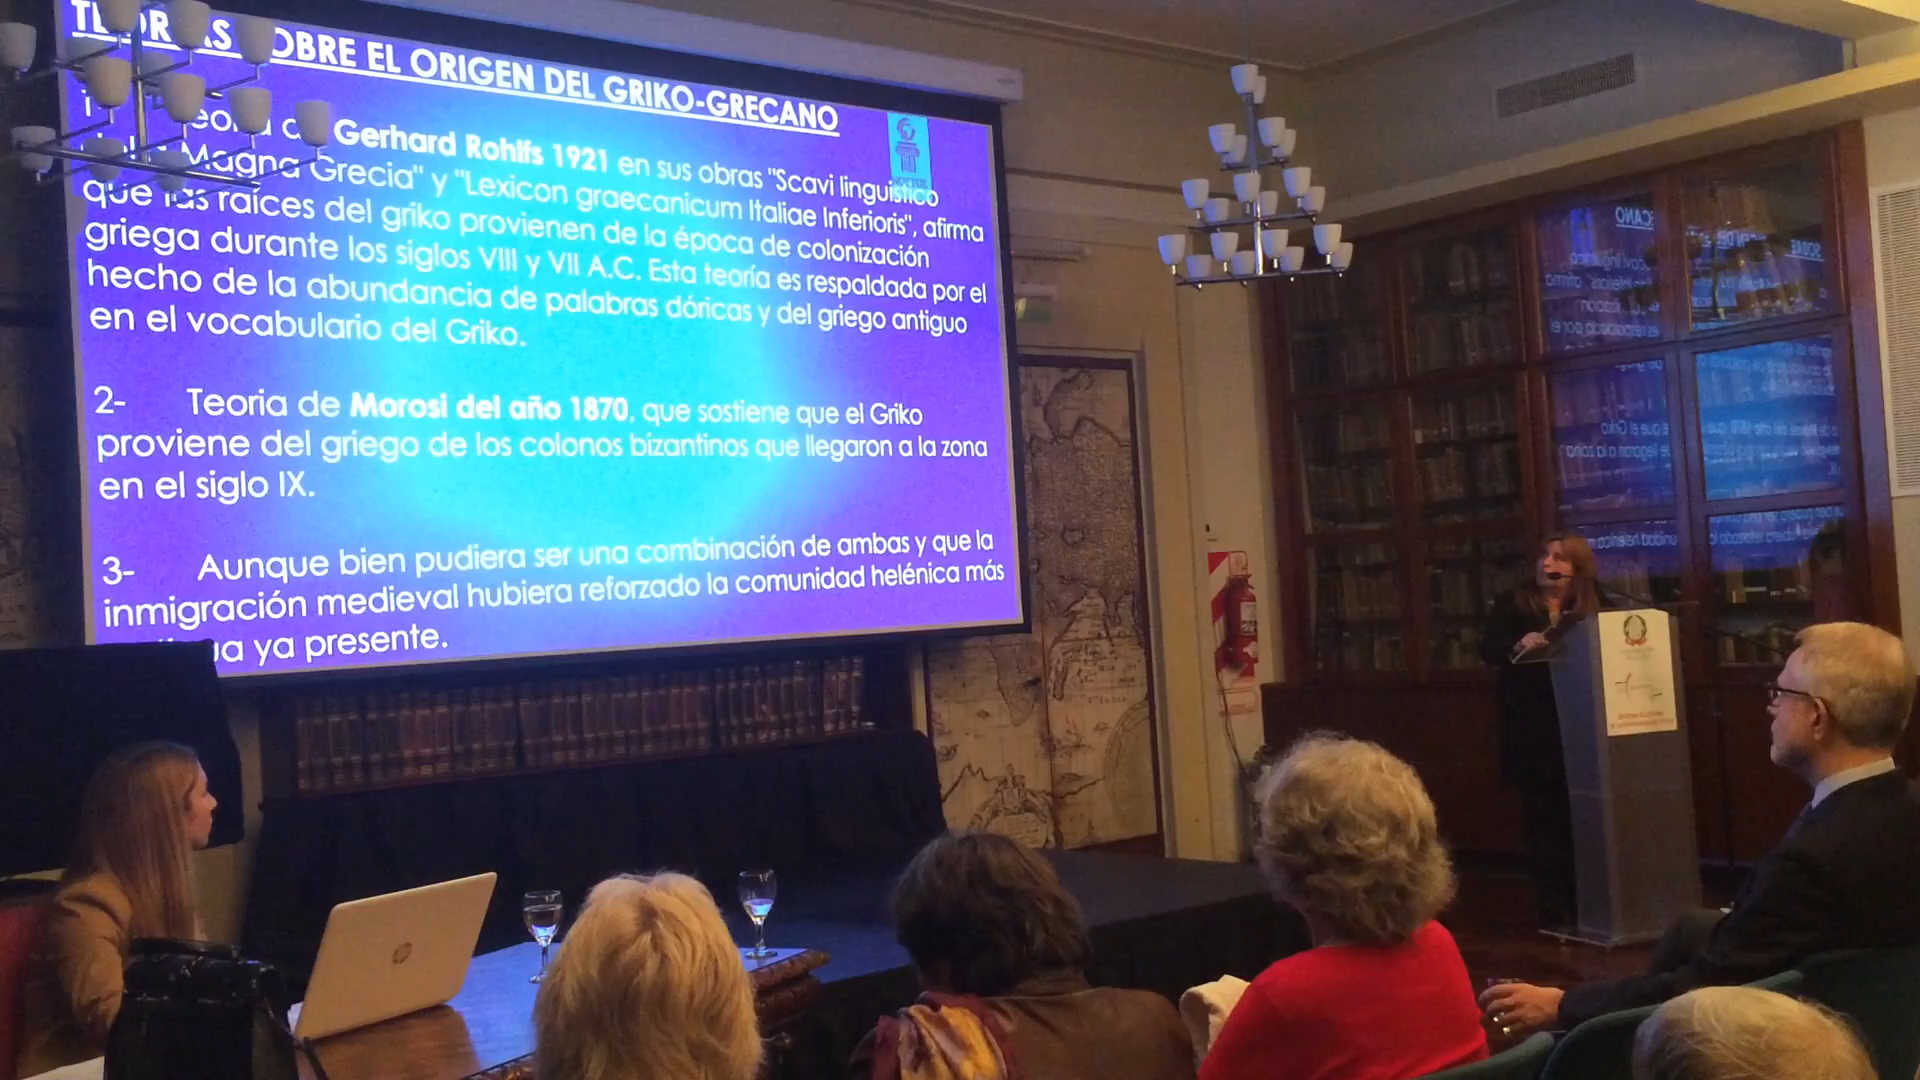 SOBRE EL ORIGEN DEL GRIKO-GRECANO
Gerhard Rohlfs 1921 en sus obras "Scavi linguistico
Magna Grecia" y "Lexicon graecanicum Italiae Inferioris", afirma
que las raíces del griko provienen de la época de colonización
griega durante los siglos VIII y VII A.C. Esta teoría es respaldada por el
hecho de la abundancia de palabras dóricas y del griego antiguo
en el vocabulario del Griko.
2- Teoria de Morosi del año 1870, que sostiene que el Griko
proviene del griego de los colonos bizantinos que llegaron a la zona
en el siglo IX.
3- Aunque bien pudiera ser una combinación de ambas y que la
inmigración medieval hubiera reforzado la comunidad helénica más
ya presente.
NOSTOS